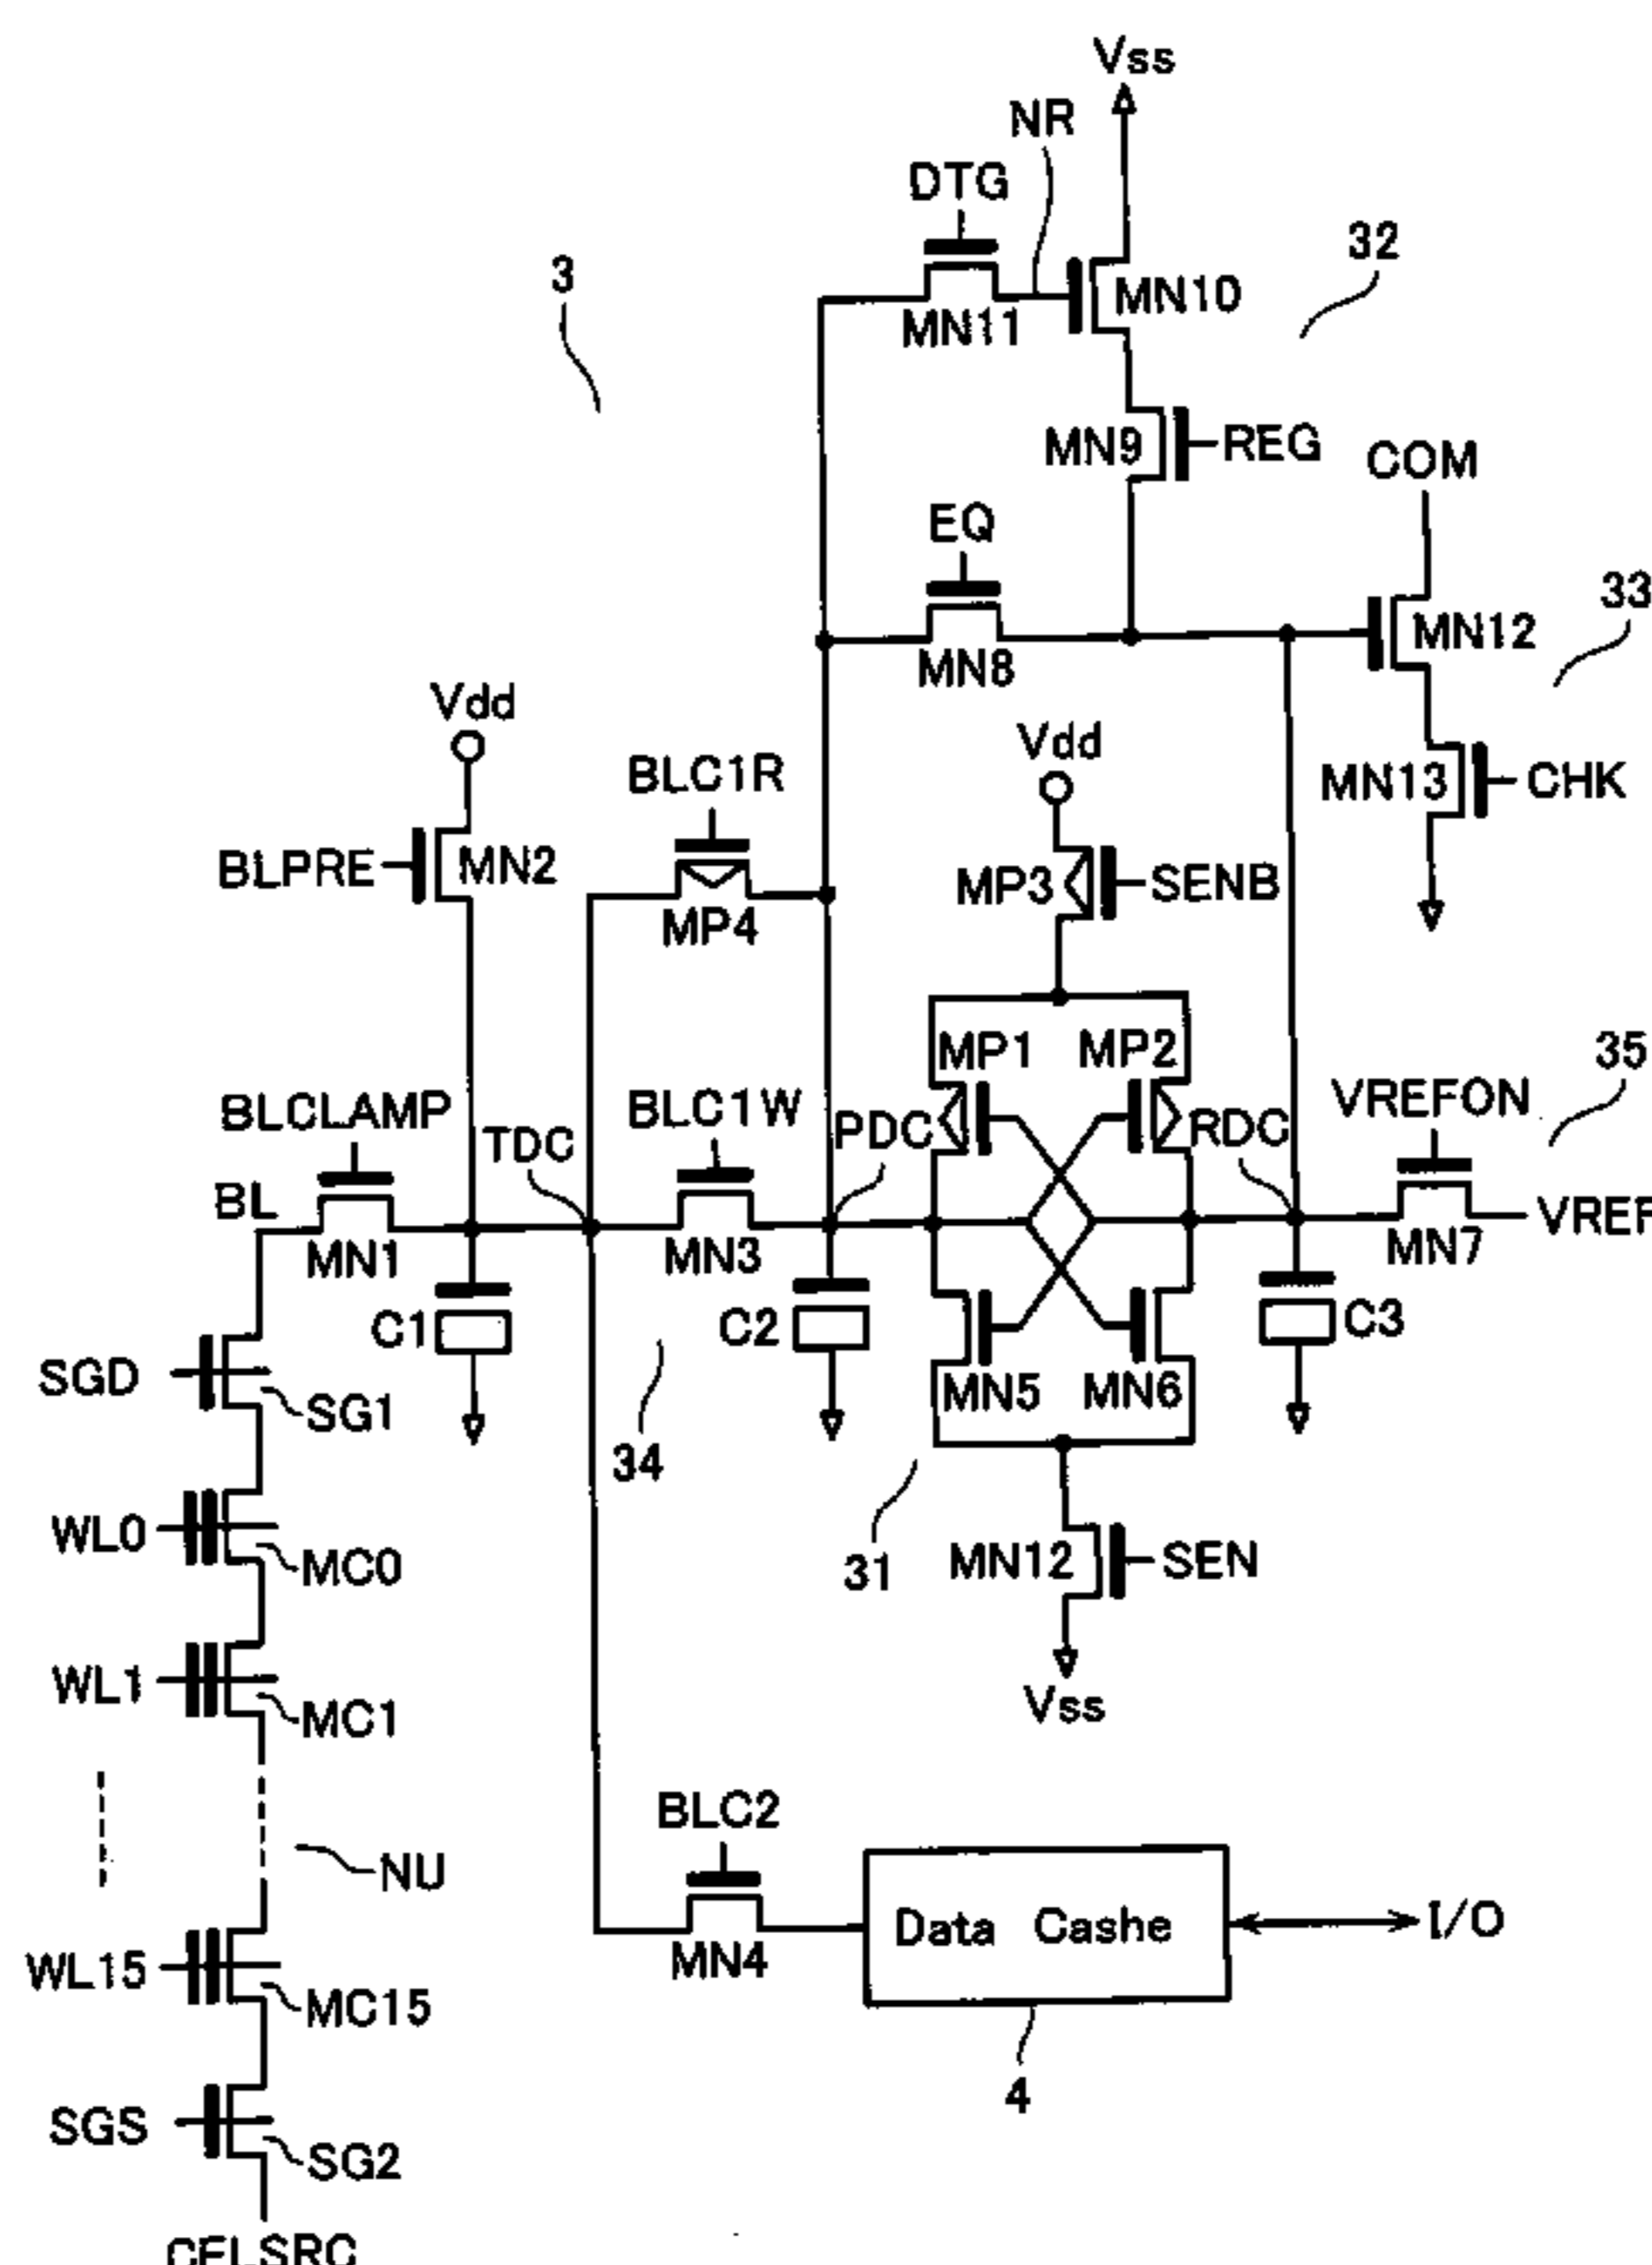 Vss
NR
DTG
32
3
MN10
MN11
MN9
REG
COM
EQ
33
MN12
MN8
Vdd
Vdd
BLC1R
MN13
CHK
BLPRE
MN2
MP3
SENB
MP4
MP1
MP2
35
BLCLAMP
BLC1W
VREFON
TDC
PDC
RDC
BL
VREF
MN1
MN3
MN7
C1
C2
C3
SGD
MN5
MN6
SG1
34
WL0
MN12
SEN
MC0
31
WL1
Vss
MC1
BLC2
NU
Data Cashe
I/O
MN4
WL15
MC15
4
SGS
SG2
CELSRC